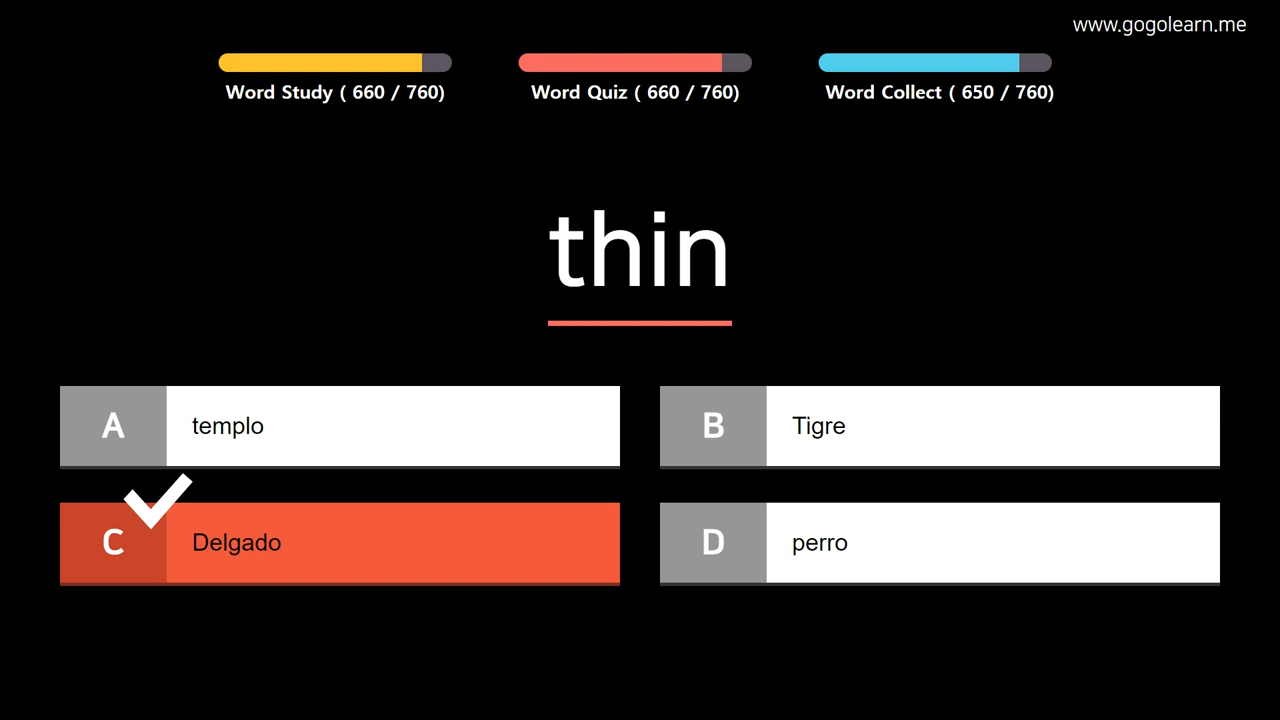 www.gogolearn.me
Word Study ( 660 / 760)
Word Quiz ( 660 / 760)
Word Collect ( 650 / 760)
thin
A
templo
B
Tigre
C
Delgado
D
perro